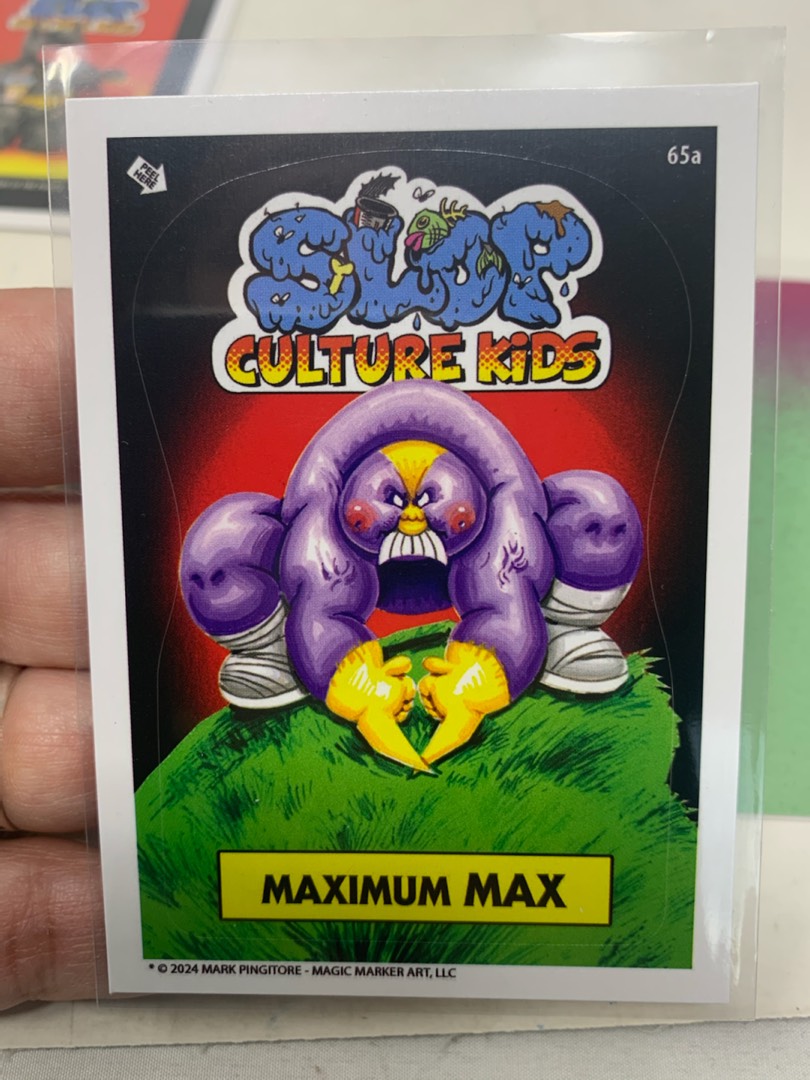 PEEL
HERE
65a
SLOP
CULTURE KiDS
MAXIMUM MAX
* © 2024 MARK PINGITORE - MAGIC MARKER ART, LLC